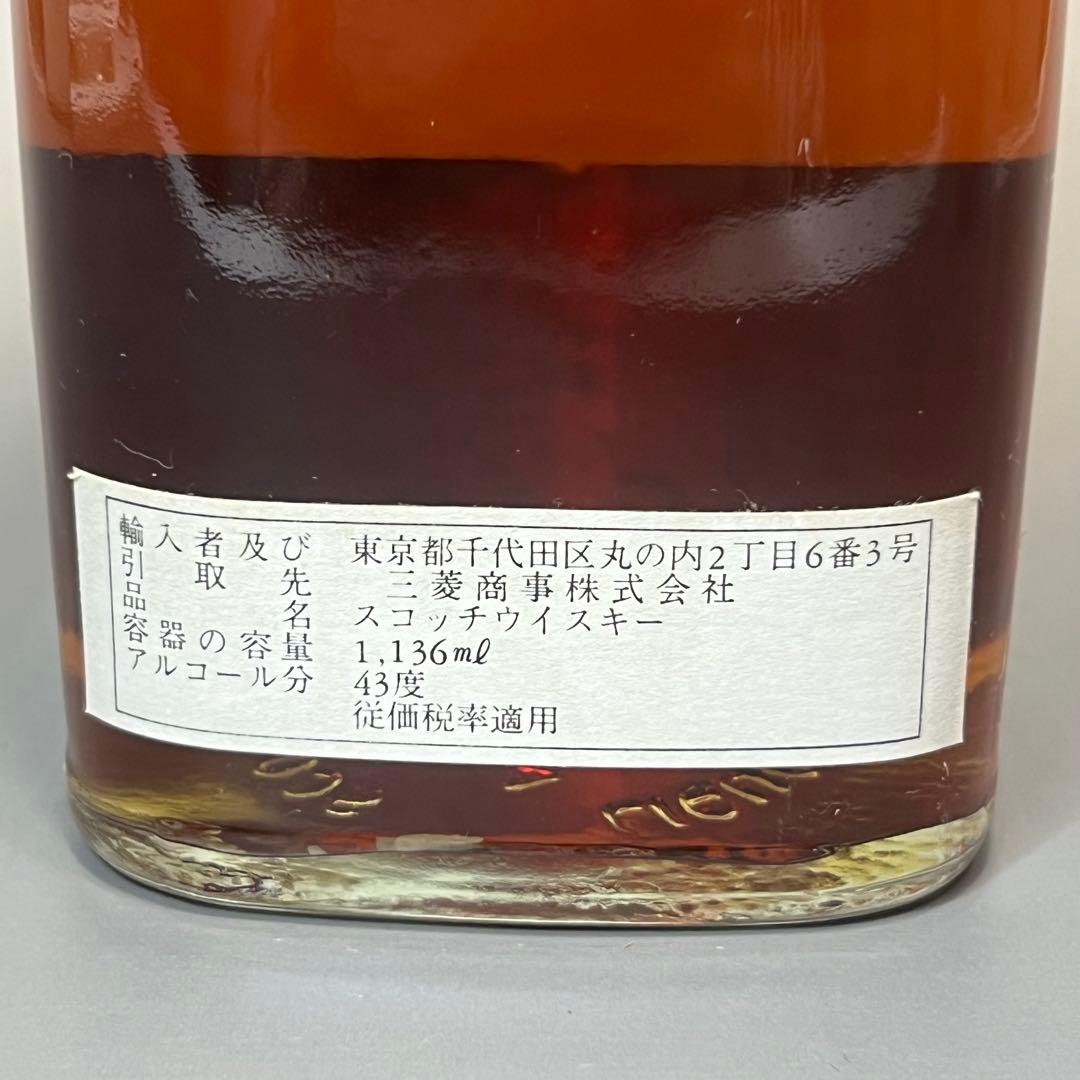 輸入者及び 東京都千代田区丸の内2丁目6番3号
引取先 三菱商事株式会社
品名 スコッチウイスキー
容器の容量 1,136ml
アルコール分 43度
従価税率適用